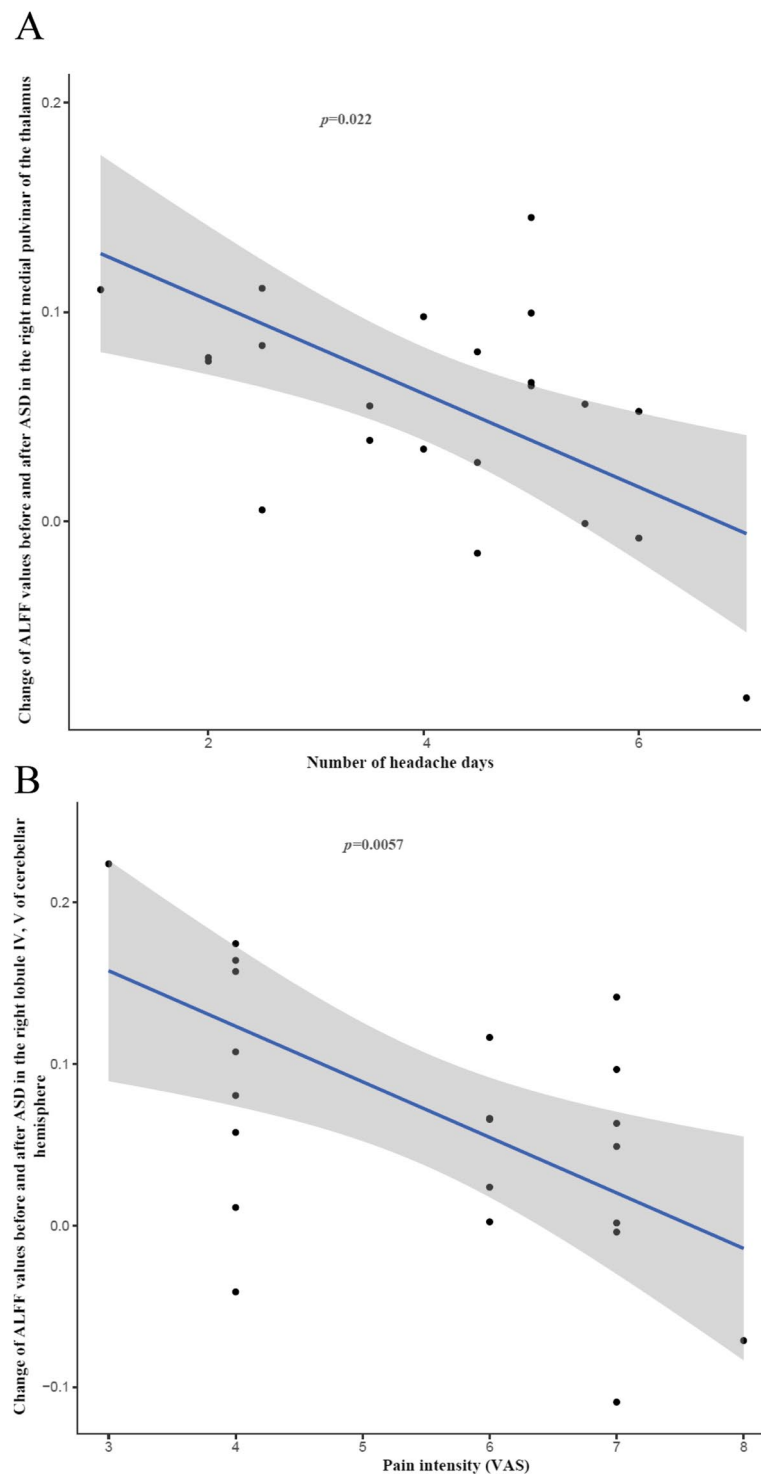 A
Change of ALFF values before and after ASD in the right medial pulvinar of the thalamus
0.2
0.1
0.0
p=0.022
2
4
6
Number of headache days
B
Change of ALFF values before and after ASD in the right lobule IV, V of cerebellar
hemisphere
0.2
0.1
0.0
−0.1
p=0.0057
3
4
5
6
7
8
Pain intensity (VAS)